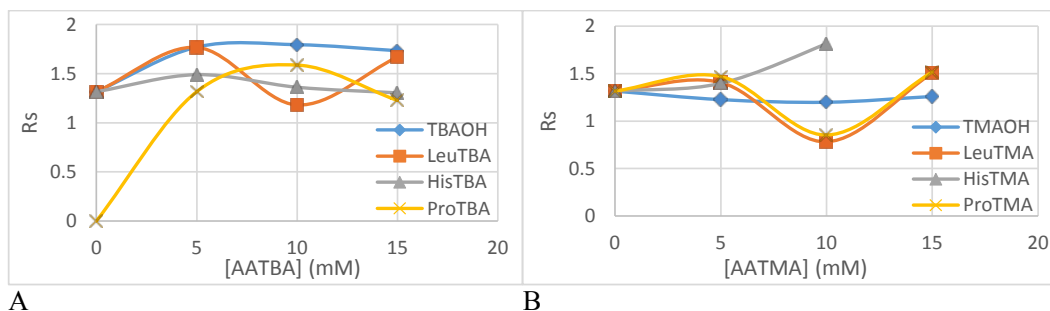 2
1.5
1
0.5
0
Rs
0 5 10 15 20
[AATBA] (mM)
TBAOH
LeuTBA
HisTBA
ProTBA
A
2
1.5
1
0.5
0
Rs
0 5 10 15 20
[AATMA] (mM)
TMAOH
LeuTMA
HisTMA
ProTMA
B